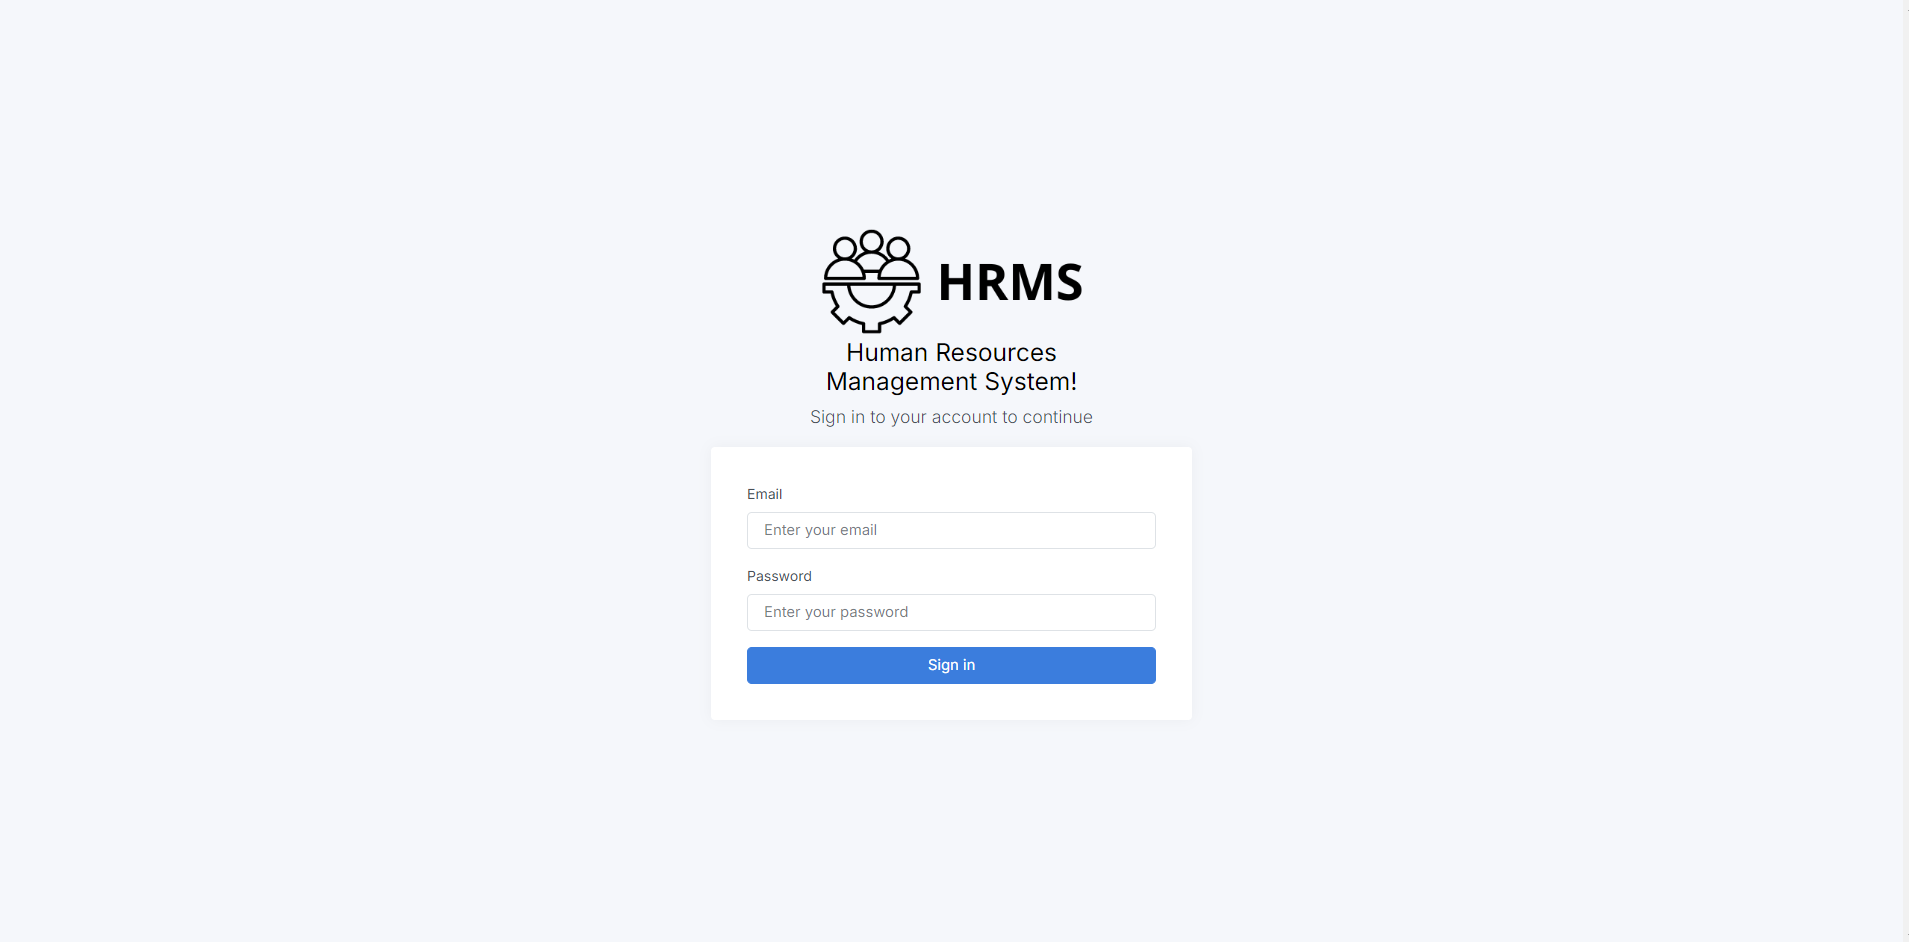 HRMS
Human Resources
Management System!
Sign in to your account to continue
Email
Enter your email
Password
Enter your password
Sign in